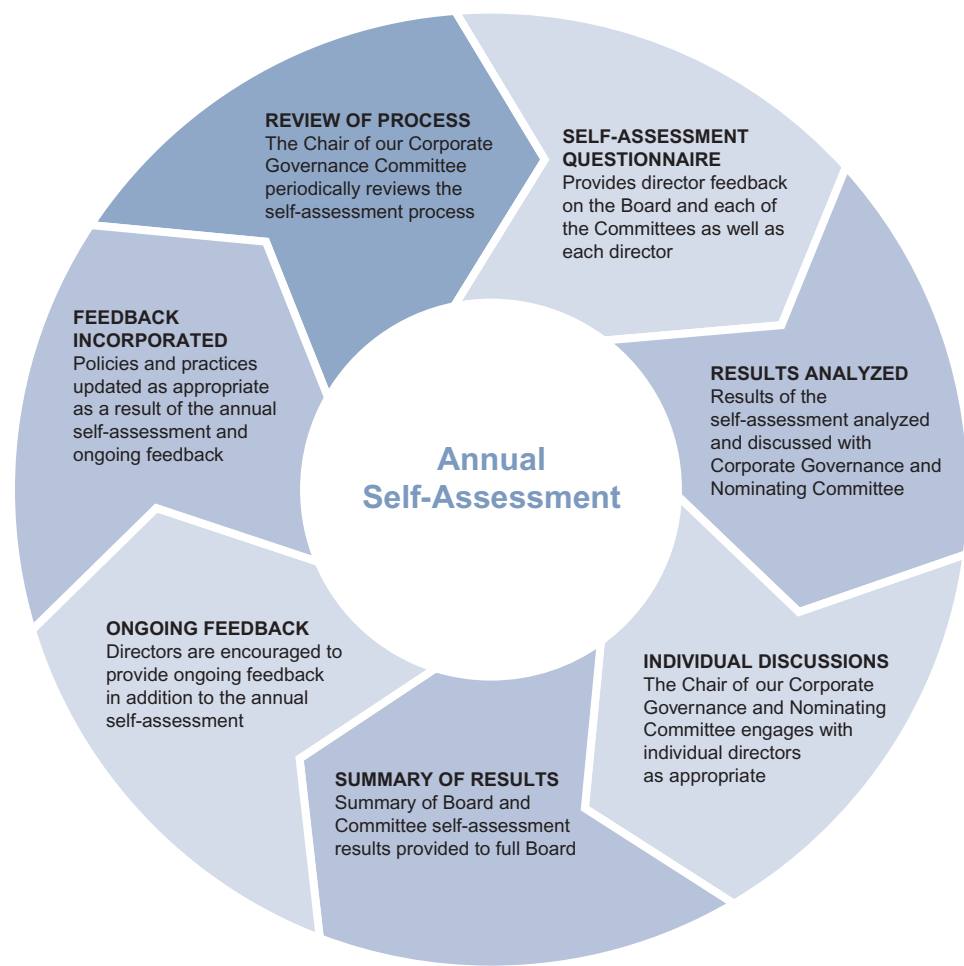 REVIEW OF PROCESS
The Chair of our Corporate
Governance Committee
periodically reviews the
self-assessment process
SELF-ASSESSMENT
QUESTIONNAIRE
Provides director feedback
on the Board and each of
the Committees as well as
each director
RESULTS ANALYZED
Results of the
self-assessment analyzed
and discussed with
Corporate Governance and
Nominating Committee
INDIVIDUAL DISCUSSIONS
The Chair of our Corporate
Governance and Nominating
Committee engages with
individual directors
as appropriate
SUMMARY OF RESULTS
Summary of Board and
Committee self-assessment
results provided to full Board
ONGOING FEEDBACK
Directors are encouraged to
provide ongoing feedback
in addition to the annual
self-assessment
FEEDBACK
INCORPORATED
Policies and practices
updated as appropriate
as a result of the annual
self-assessment and
ongoing feedback
Annual
Self-Assessment